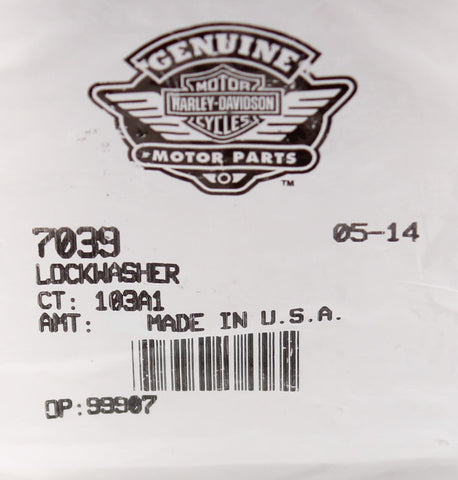 GENUINE
MOTOR
HARLEY-DAVIDSON
CYCLES
MOTOR PARTS
TM
7039 05-14
LOCKWASHER
CT: 103A1
AMT: MADE IN U.S.A.
OP:99907